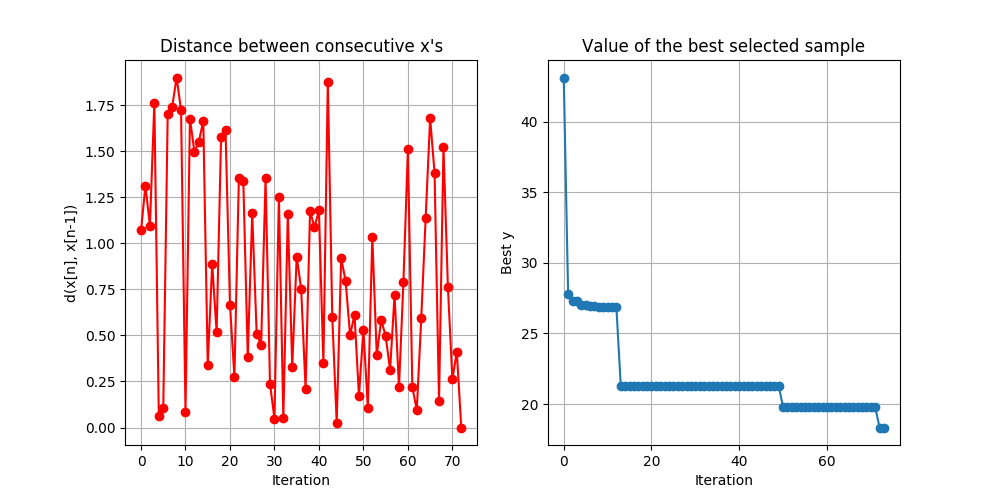 Distance between consecutive x's
d(x[n], x[n-1])
1.75
1.50
1.25
1.00
0.75
0.50
0.25
0.00
0 10 20 30 40 50 60 70
Iteration
Value of the best selected sample
Best y
40
35
30
25
20
0 20 40 60
Iteration